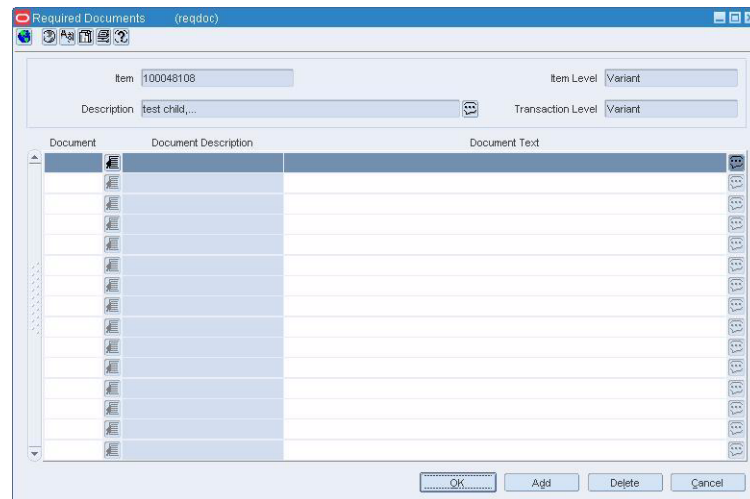 Required Documents (reqdoc)
Item 100048108 Item Level Variant
Description test child,... Transaction Level Variant
Document Document Description Document Text
OK Add Delete Cancel